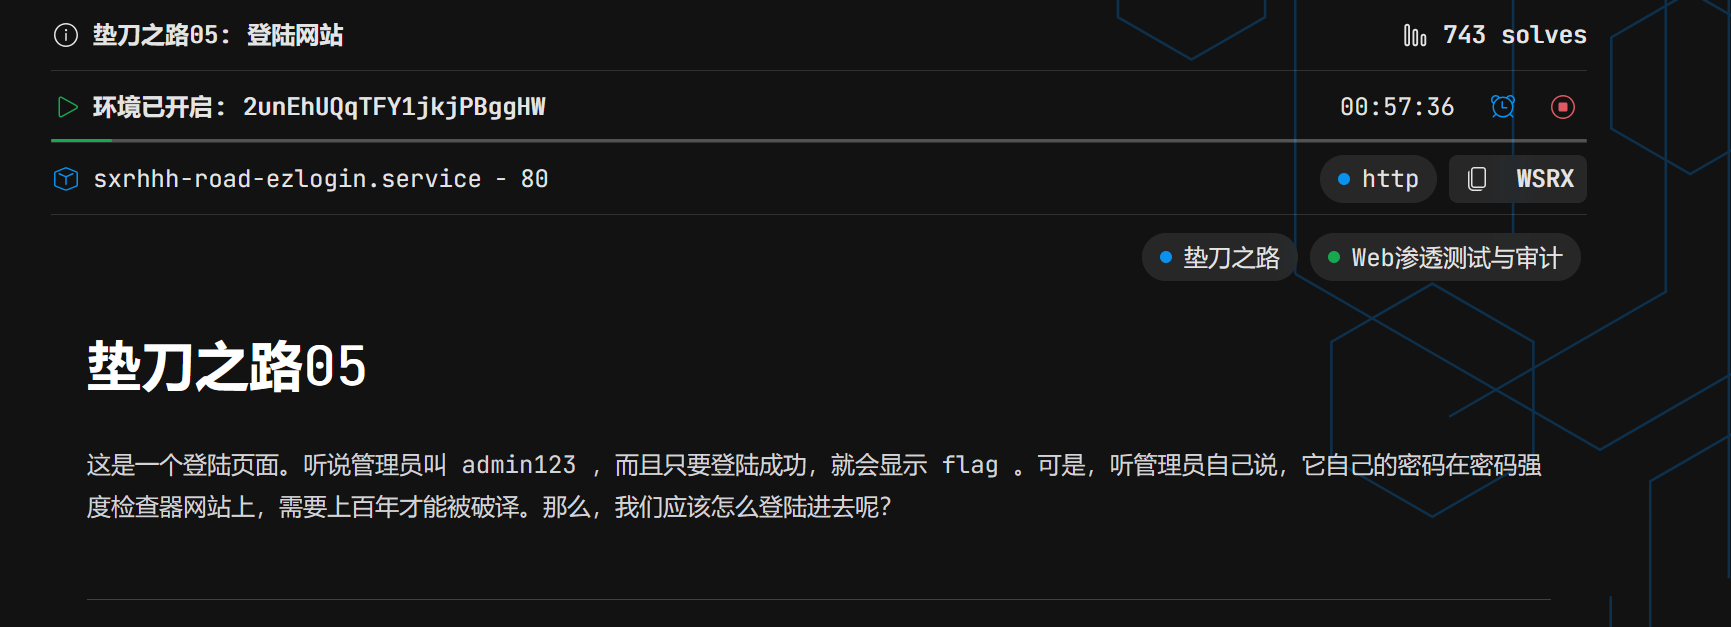 垫刀之路05: 登陆网站 743 solves
环境已开启: 2unEhUQqTFY1jkjPBggHW 00:57:36
sxrhhh-road-ezlogin.service - 80 http WSRX
垫刀之路 Web渗透测试与审计
垫刀之路05
这是一个登陆页面。听说管理员叫 admin123 ，而且只要登陆成功，就会显示 flag 。可是，听管理员自己说，它自己的密码在密码强
度检查器网站上，需要上百年才能被破译。那么，我们应该怎么登陆进去呢？